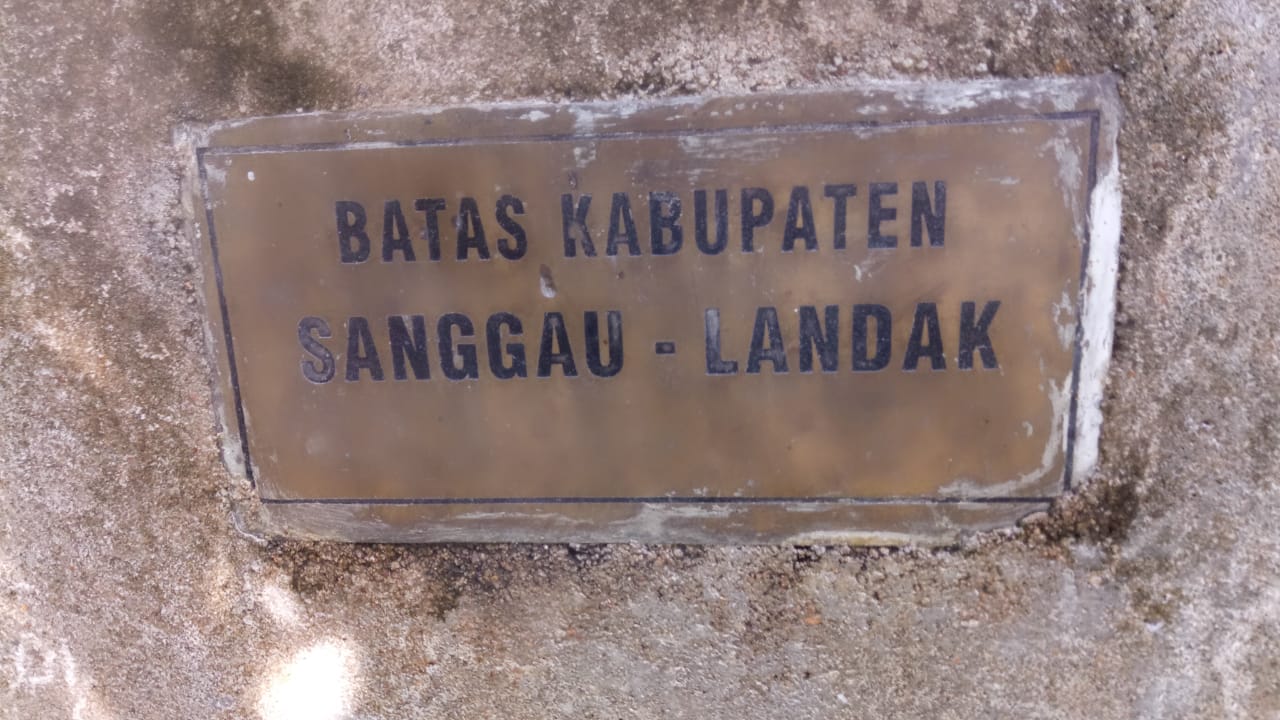 BATAS KABUPATEN
SANGGAU - LANDAK